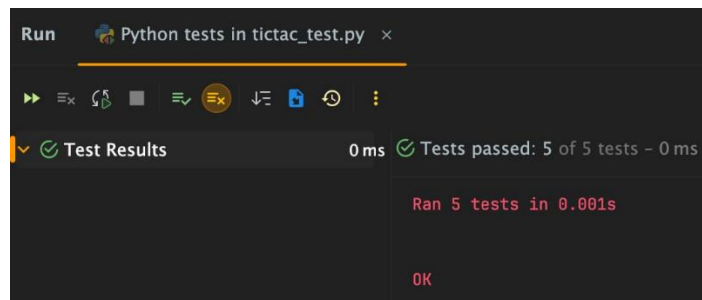 Run Python tests in tictac_test.py ×
Test Results 0 ms
Tests passed: 5 of 5 tests – 0 ms
Ran 5 tests in 0.001s
OK